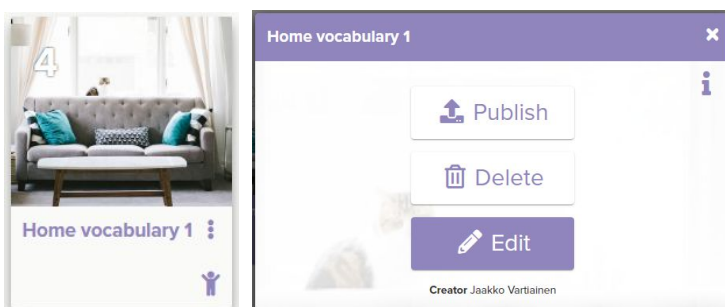 4
Home vocabulary 1
Home vocabulary 1
Publish
Delete
Edit
Creator Jaakko Vartiainen